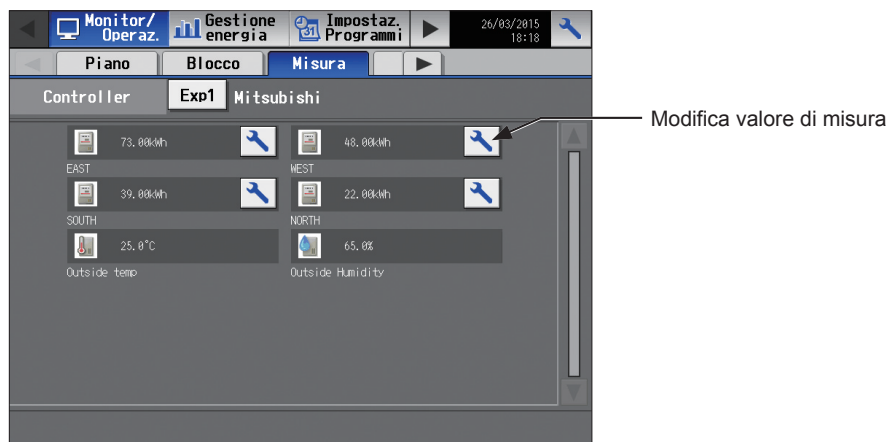 Monitor/
Operaz.
Gestione
energia
31
Impostaz.
Programmi
26/03/2015
18:18
Piano
Blocco
Misura
Controller
Exp1
Mitsubishi
Modifica valore di misura
73.00kWh
48.00kWh
EAST
WEST
39.00kWh
22.00kWh
SOUTH
NORTH
25.0°C
65.0%
Outside temp
Outside Humidity